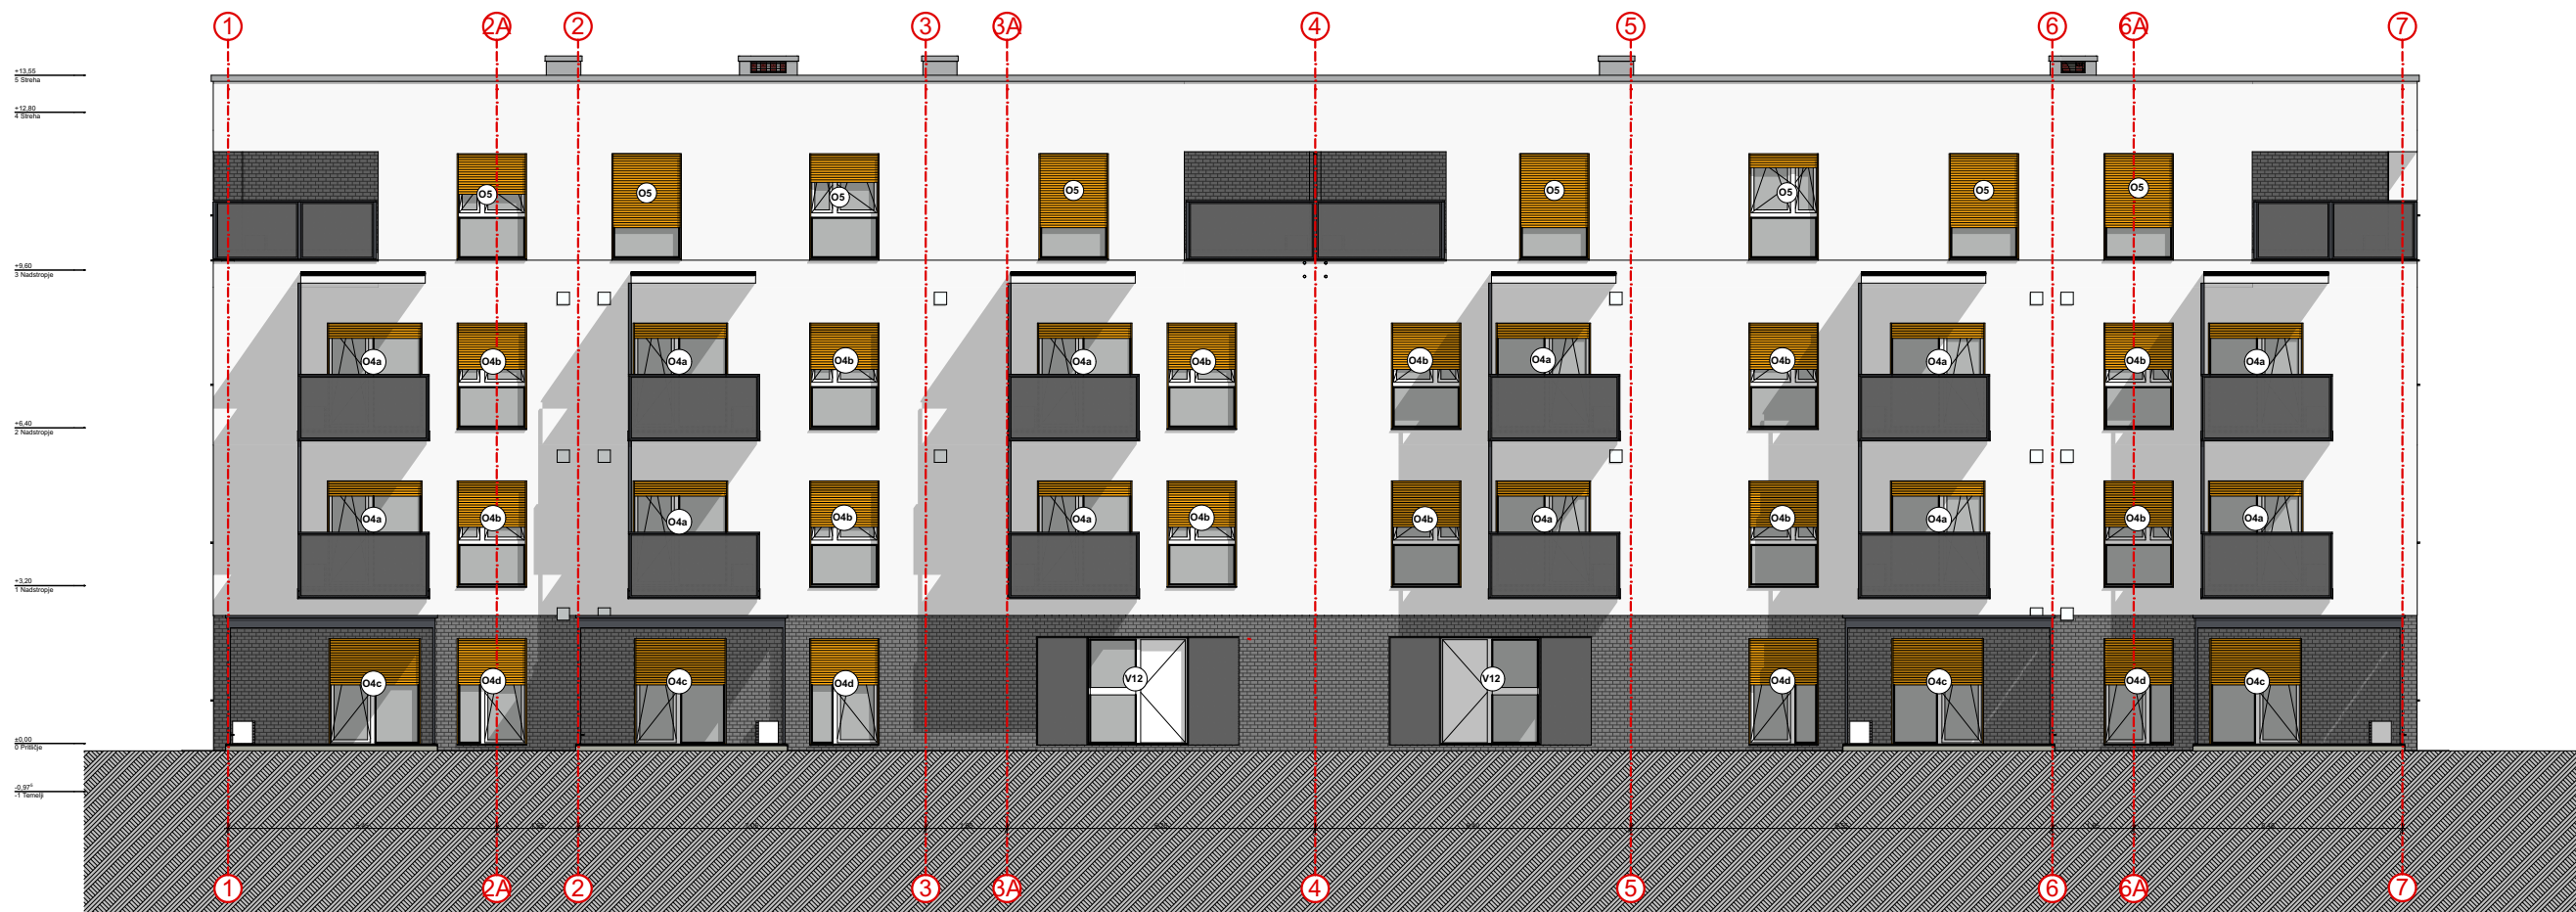 1 2A 2 3 3A 4 5 6 6A 7
+13,55
5 Streha
+12,80
4 Streha
O5 O5 O5 O5 O5 O5 O5 O5
+9,60
3 Nadstropje
O4a O4b O4a O4b O4a O4b O4b O4a O4b O4a O4b O4a
+6,40
2 Nadstropje
O4a O4b O4a O4b O4a O4b O4b O4a O4b O4a O4b O4a
+3,20
1 Nadstropje
O4c O4d O4c O4d V12 V12 O4d O4c O4d O4c
±0,00
0 Pritličje
-0,97⁵
-1 Temelji
1 2A 2 3 3A 4 5 6 6A 7